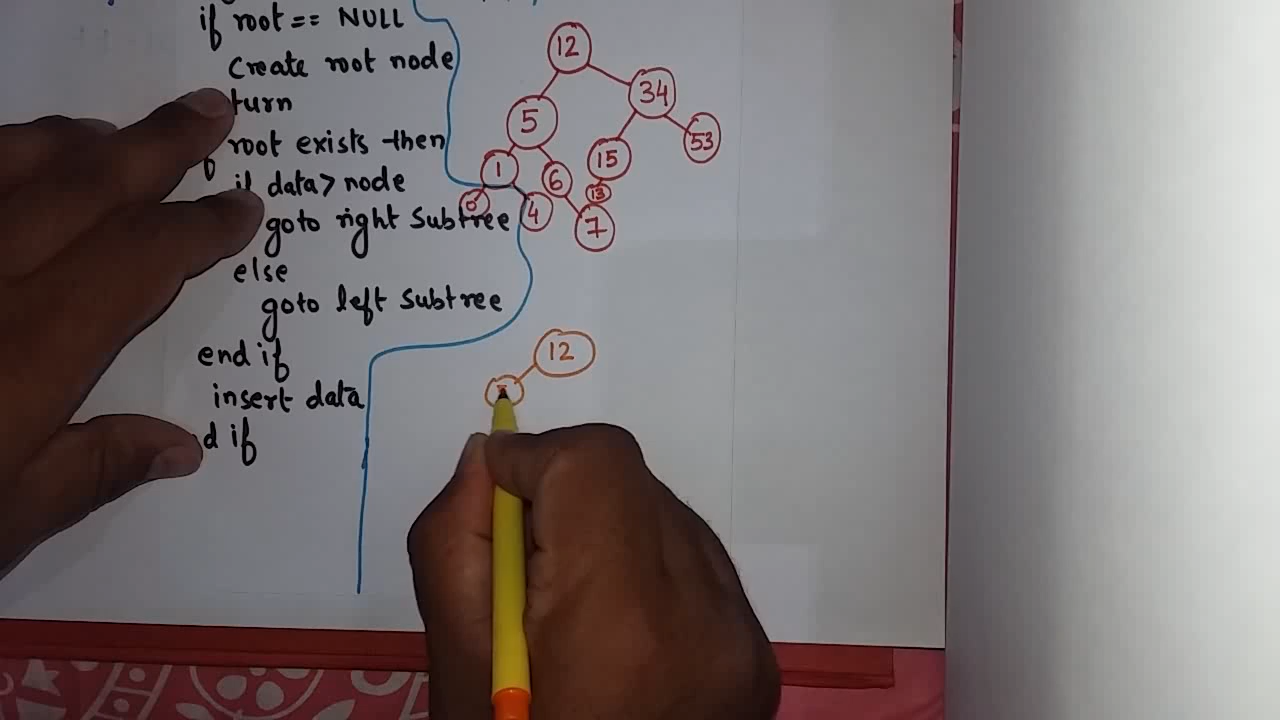 if root == NULL
create root node
turn
root exists then
if data > node
goto right subtree
else
goto left subtree
end if
insert data
d if
12
5
34
1
6
15
53
0
4
13
7
12